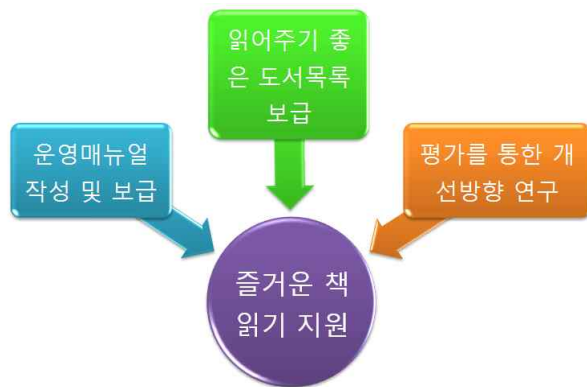 읽어주기 좋
은 도서목록
보급
운영매뉴얼
작성 및 보급
평가를 통한 개
선방향 연구
즐거운 책
읽기 지원